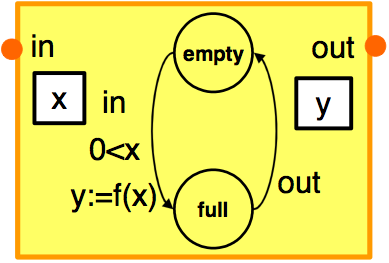 in
out
empty
x
in
y
0<x
y:=f(x)
out
full